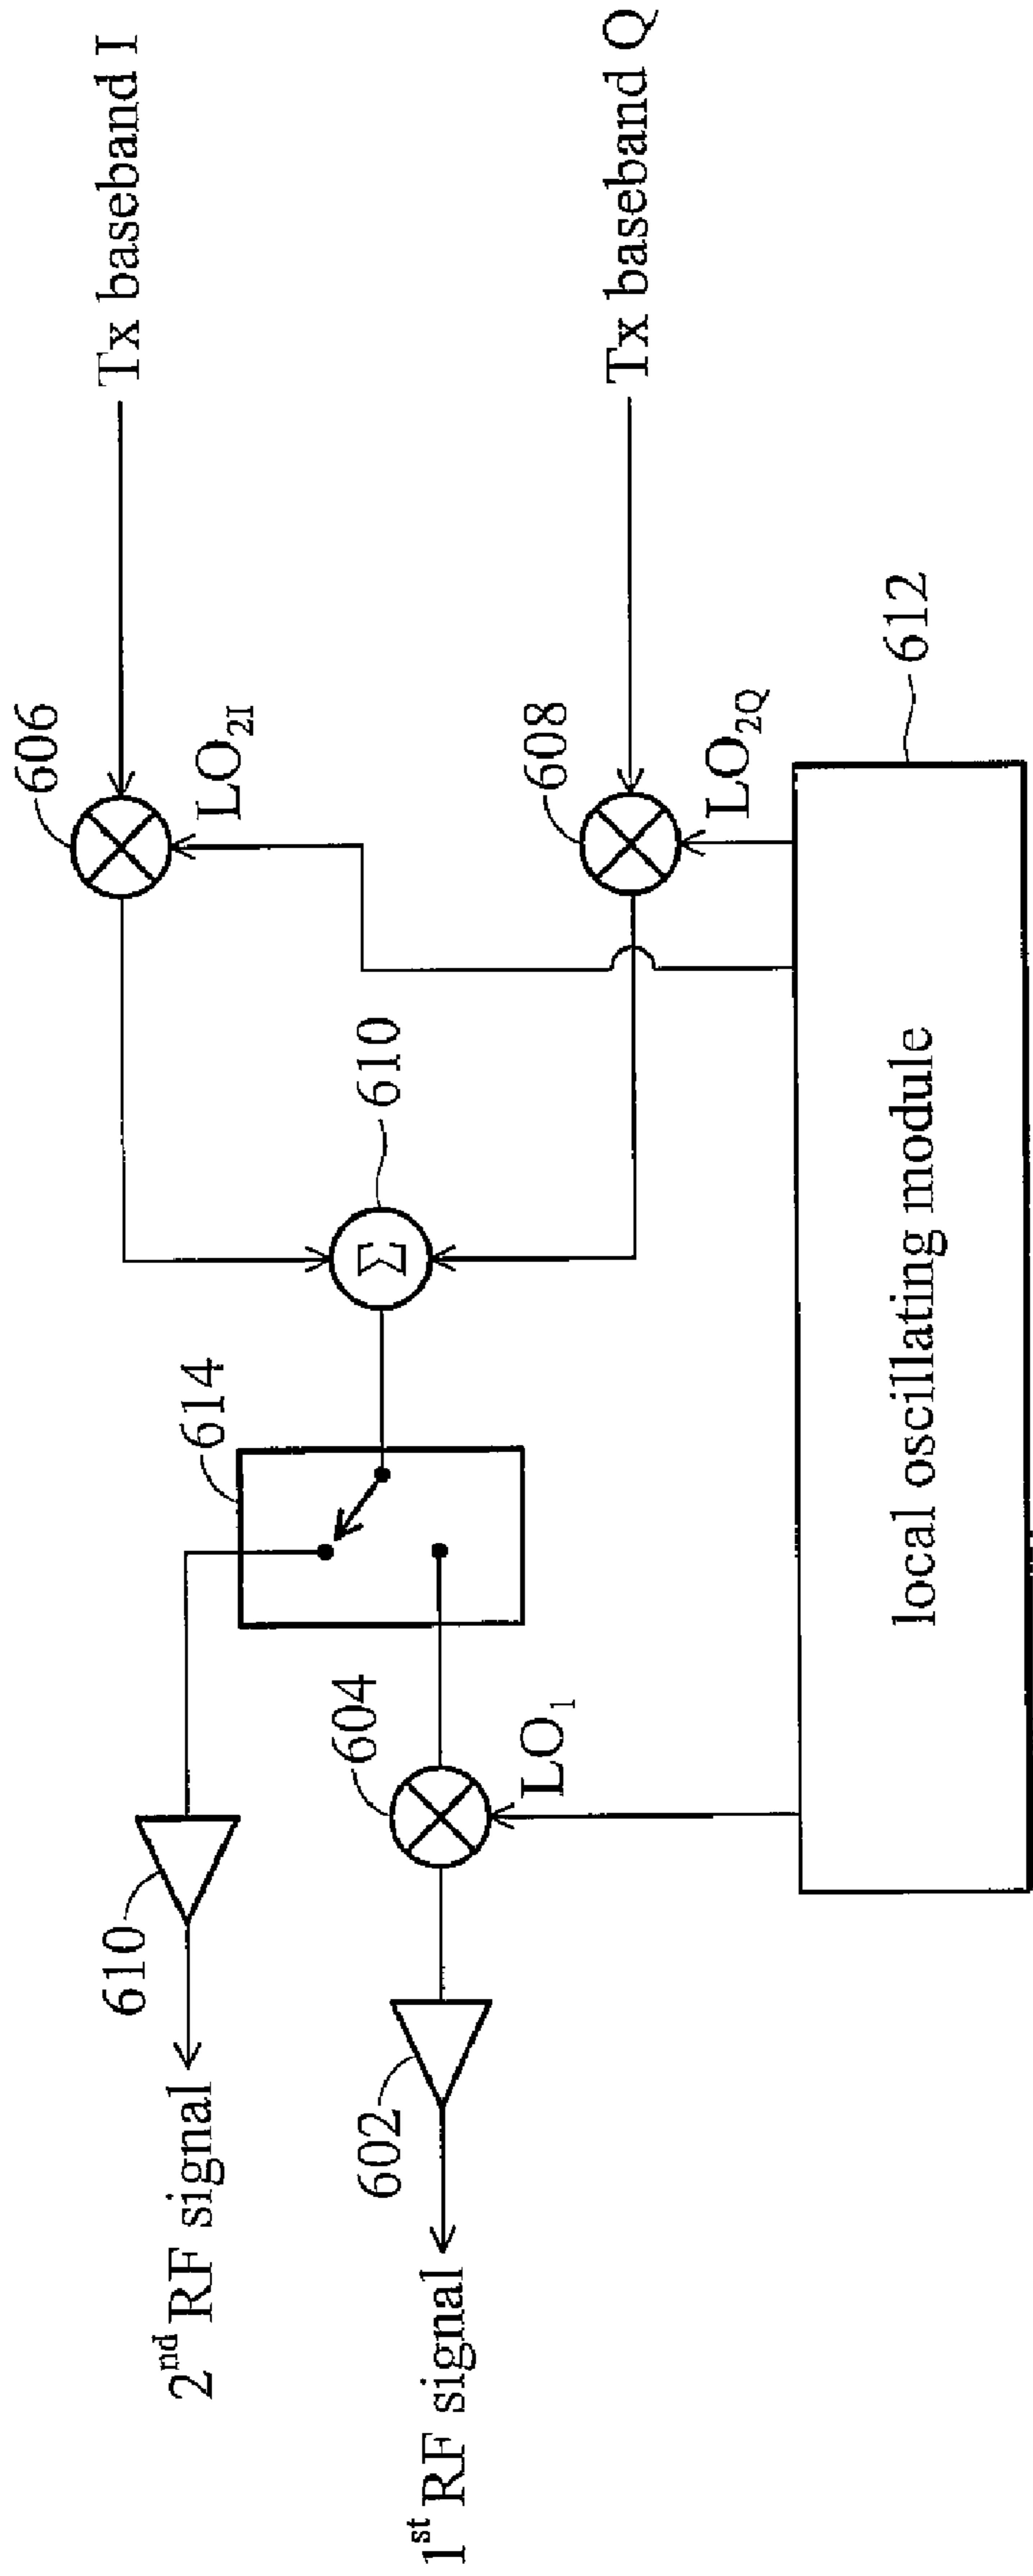 Tx baseband I
606
LO2I
Tx baseband Q
608
LO2Q
610
614
604
LO1
610
2nd RF signal
602
1st RF signal
local oscillating module
612
Σ